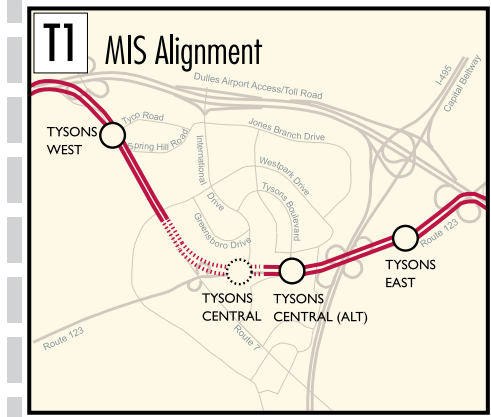 T1 MIS Alignment
Dulles Airport Access/Toll Road
I-495
Capital Beltway
Tyco Road
Spring Hill Road
International
Drive
Jones Branch Drive
Westpark Drive
Tysons Boulevard
Greensboro Drive
TYSONS
WEST
Route 123
TYSONS
EAST
TYSONS
CENTRAL
TYSONS
CENTRAL (ALT)
Route 123
Route 7